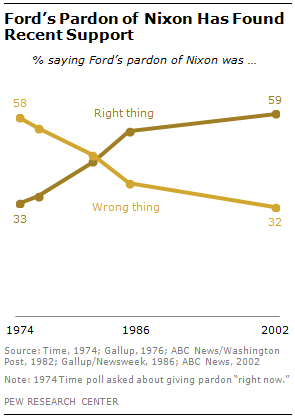 Ford's Pardon of Nixon Has Found
Recent Support
% saying Ford's pardon of Nixon was ...
58
Right thing
59
33
Wrong thing
32
1974
1986
2002
Source: Time, 1974; Gallup, 1976; ABC News/Washington
Post, 1982; Gallup/Newsweek, 1986; ABC News, 2002
Note: 1974 Time poll asked about giving pardon "right now."
PEW RESEARCH CENTER